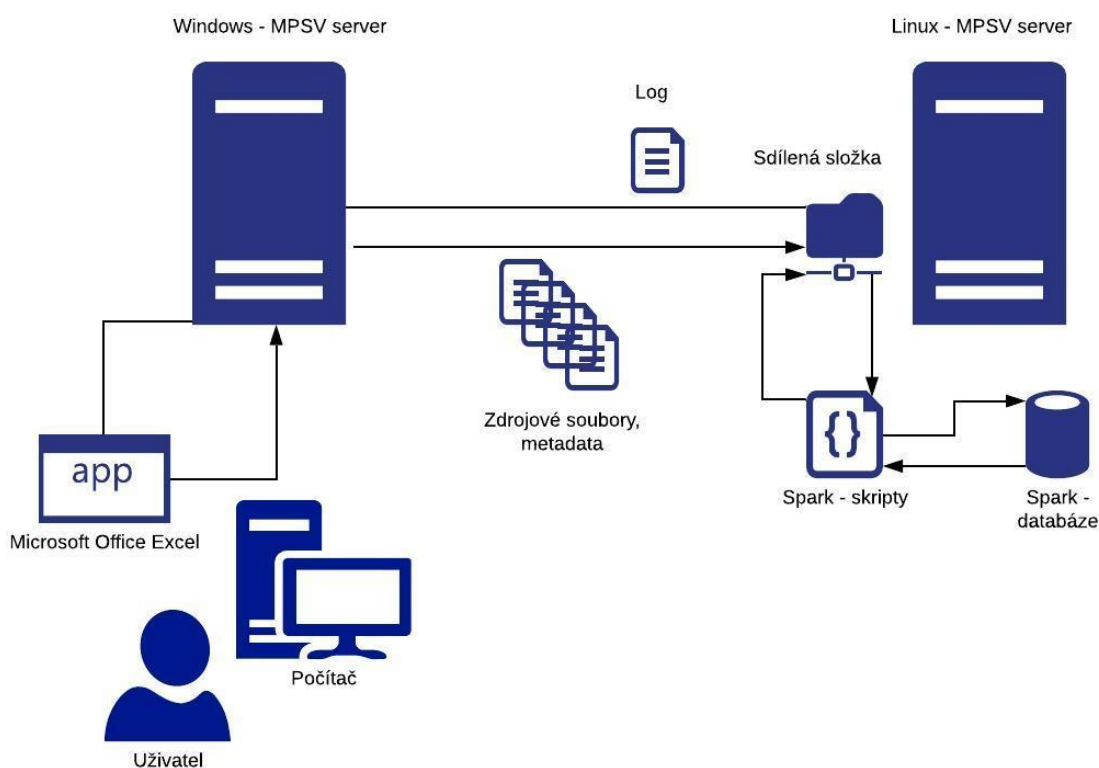 Windows - MPSV server
Linux - MPSV server
Log
Sdílená složka
Zdrojové soubory,
metadata
{}
app
Spark - skripty
Spark -
databáze
Microsoft Office Excel
Počítač
Uživatel